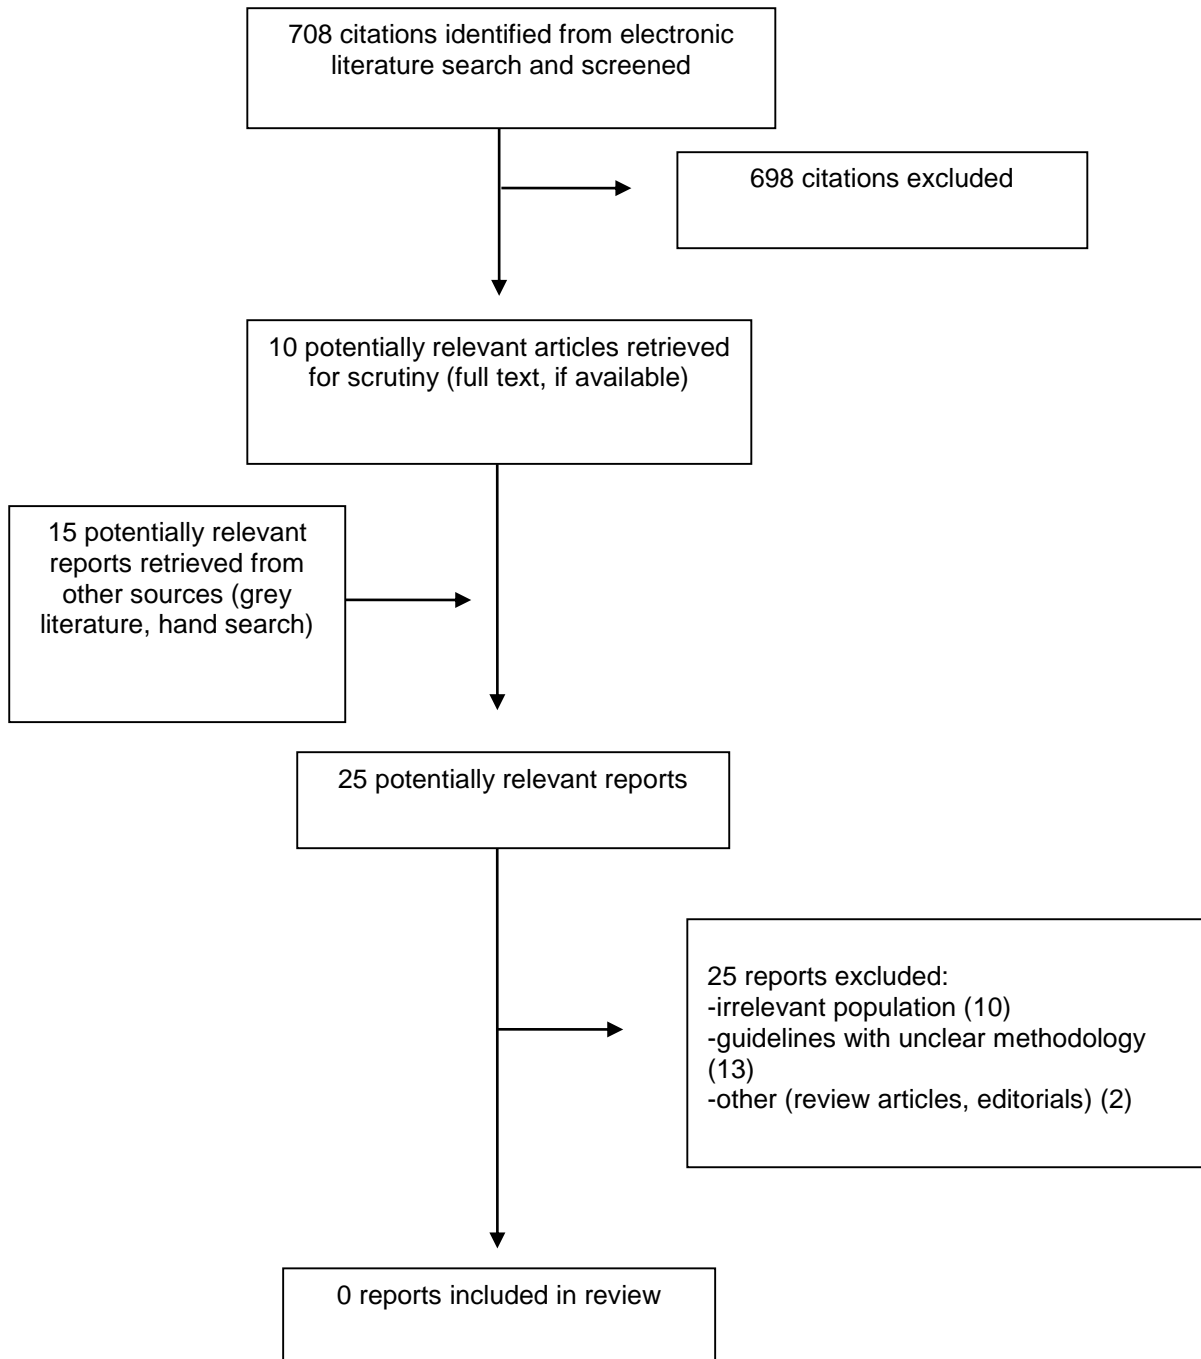 708 citations identified from electronic
literature search and screened
698 citations excluded
10 potentially relevant articles retrieved
for scrutiny (full text, if available)
15 potentially relevant
reports retrieved from
other sources (grey
literature, hand search)
25 potentially relevant reports
25 reports excluded:
-irrelevant population (10)
-guidelines with unclear methodology
(13)
-other (review articles, editorials) (2)
0 reports included in review